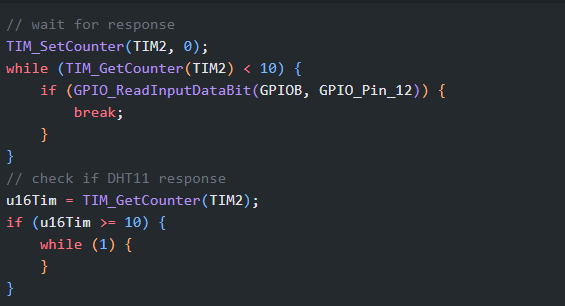 // wait for response
TIM_SetCounter(TIM2, 0);
while (TIM_GetCounter(TIM2) < 10) {
    if (GPIO_ReadInputDataBit(GPIOB, GPIO_Pin_12)) {
        break;
    }
}
// check if DHT11 response
u16Tim = TIM_GetCounter(TIM2);
if (u16Tim >= 10) {
    while (1) {
    }
}